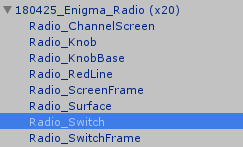 180425_Enigma_Radio (x20)
Radio_ChannelScreen
Radio_Knob
Radio_KnobBase
Radio_RedLine
Radio_ScreenFrame
Radio_Surface
Radio_Switch
Radio_SwitchFrame